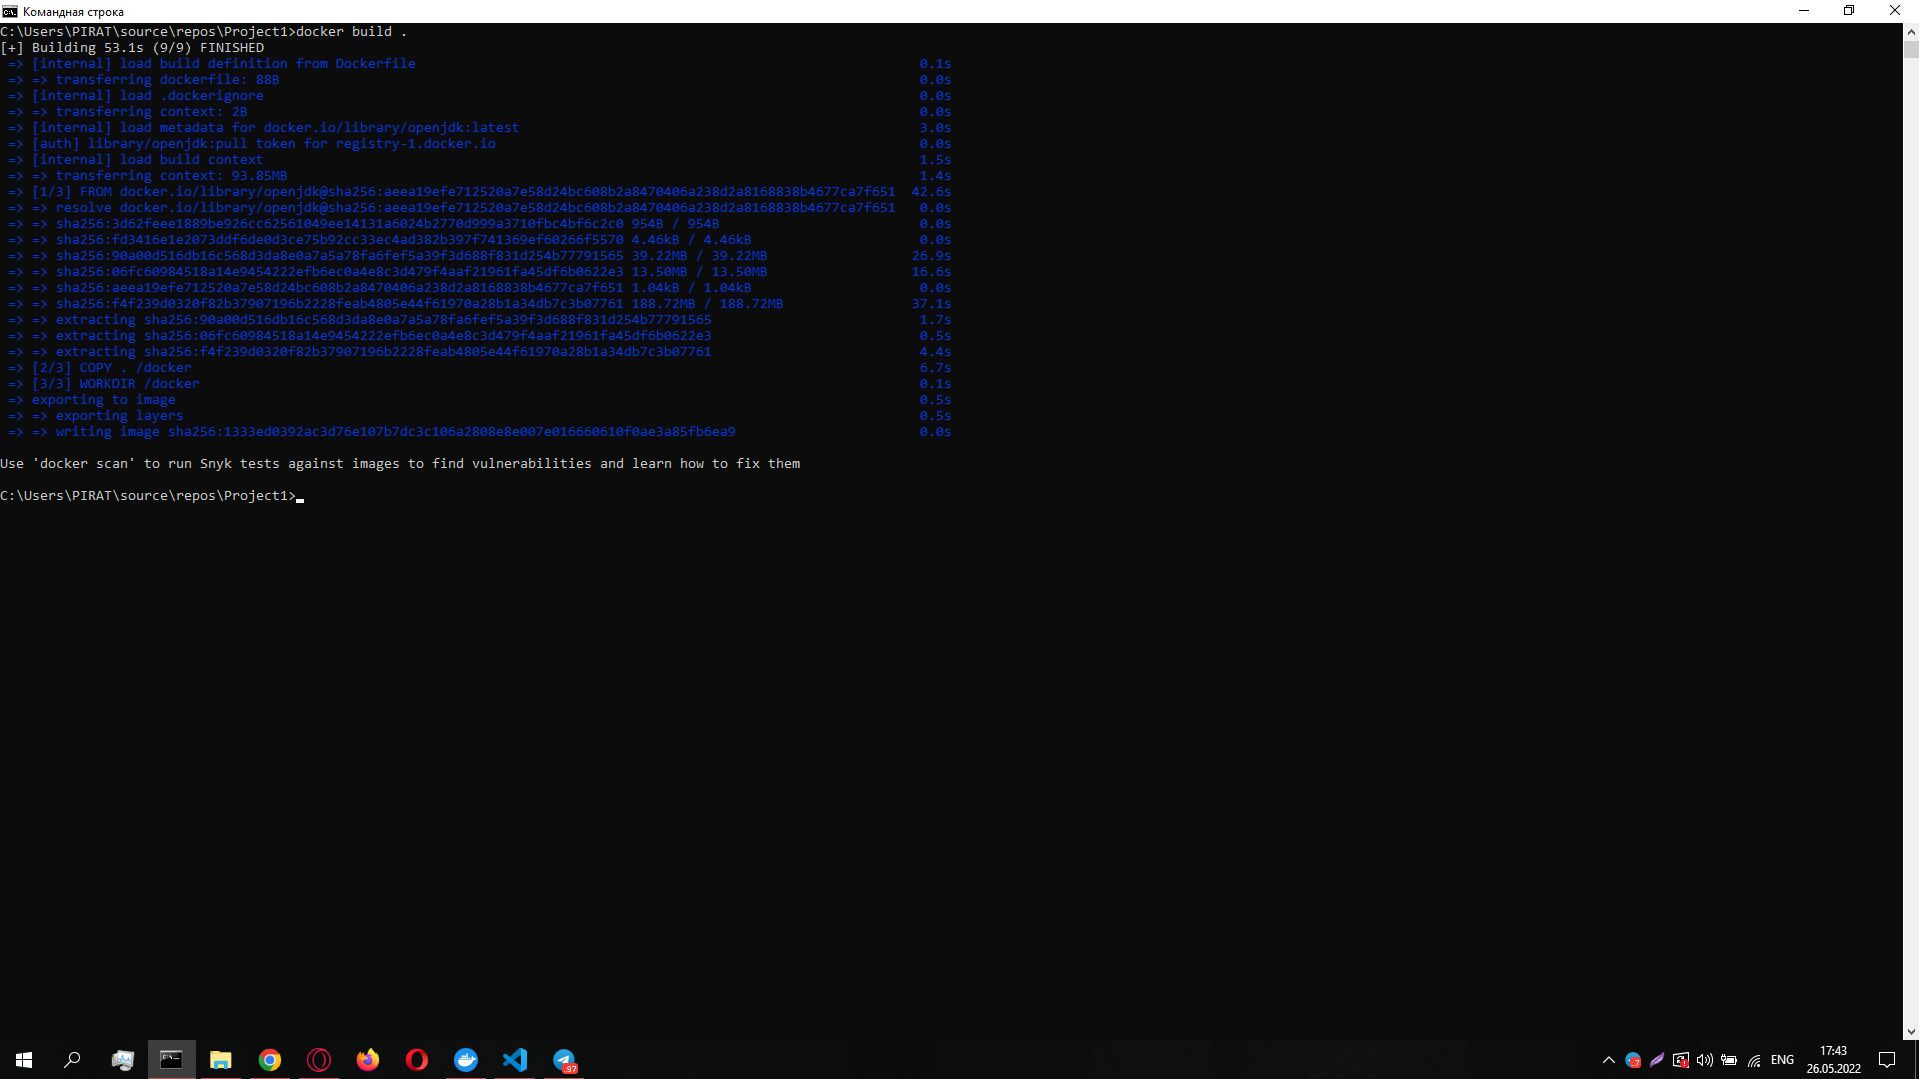 Командная строка
C:\Users\PIRAT\source\repos\Project1>docker build .
[+] Building 53.1s (9/9) FINISHED
=> [internal] load build definition from Dockerfile 0.1s
=> => transferring dockerfile: 88B 0.0s
=> [internal] load .dockerignore 0.0s
=> => transferring context: 2B 0.0s
=> [internal] load metadata for docker.io/library/openjdk:latest 3.0s
=> [auth] library/openjdk:pull token for registry-1.docker.io 0.0s
=> [internal] load build context 1.5s
=> => transferring context: 93.85MB 1.4s
=> [1/3] FROM docker.io/library/openjdk@sha256:aeea19efe712520a7e58d24bc608b2a8470406a238d2a8168838b4677ca7f651 42.6s
=> => resolve docker.io/library/openjdk@sha256:aeea19efe712520a7e58d24bc608b2a8470406a238d2a8168838b4677ca7f651 0.0s
=> => sha256:3d62feee1889be926cc62561049ee14131a6024b2770d999a3710fbc4bf6c2c0 954B / 954B 0.0s
=> => sha256:fd3416e1e2073ddf6de0d3ce75b92cc33ec4ad382b397f741369ef60266f5570 4.46kB / 4.46kB 0.0s
=> => sha256:90a00d516db16c568d3da8e0a7a5a78fa6fef5a39f3d688f831d254b77791565 39.22MB / 39.22MB 26.9s
=> => sha256:06fc60984518a14e9454222efb6ec0a4e8c3d479f4aaf21961fa45df6b0622e3 13.50MB / 13.50MB 16.6s
=> => sha256:aeea19efe712520a7e58d24bc608b2a8470406a238d2a8168838b4677ca7f651 1.04kB / 1.04kB 0.0s
=> => sha256:f4f239d0320f82b37907196b2228feab4805e44f61970a28b1a34db7c3b07761 188.72MB / 188.72MB 37.1s
=> => extracting sha256:90a00d516db16c568d3da8e0a7a5a78fa6fef5a39f3d688f831d254b77791565 1.7s
=> => extracting sha256:06fc60984518a14e9454222efb6ec0a4e8c3d479f4aaf21961fa45df6b0622e3 0.5s
=> => extracting sha256:f4f239d0320f82b37907196b2228feab4805e44f61970a28b1a34db7c3b07761 4.4s
=> [2/3] COPY . /docker 6.7s
=> [3/3] WORKDIR /docker 0.1s
=> exporting to image 0.5s
=> => exporting layers 0.5s
=> => writing image sha256:1333ed0392ac3d76e107b7dc3c106a2808e8e007e016660610f0ae3a85fb6ea9 0.0s
Use 'docker scan' to run Snyk tests against images to find vulnerabilities and learn how to fix them
C:\Users\PIRAT\source\repos\Project1>
97
ENG
17:43
26.05.2022